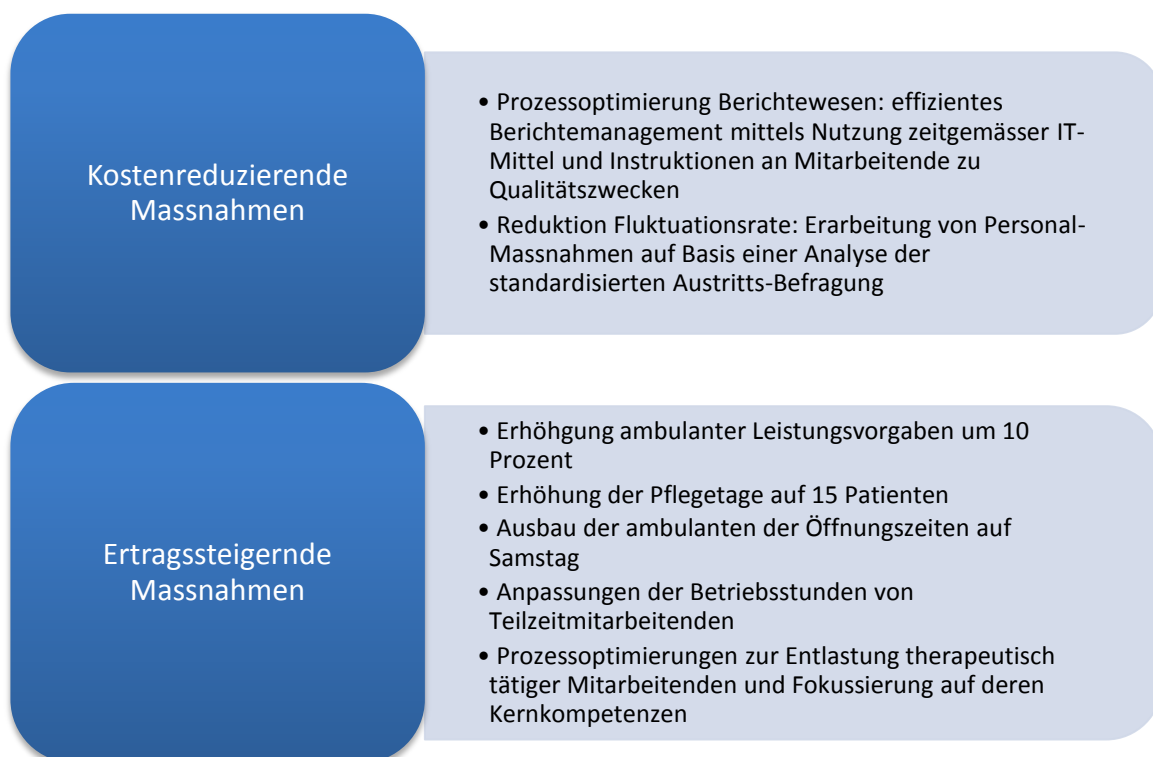 Kostenreduzierende
Massnahmen
• Prozessoptimierung Berichtewesen: effizientes
Berichtemanagement mittels Nutzung zeitgemässer IT-
Mittel und Instruktionen an Mitarbeitende zu
Qualitätszwecken
• Reduktion Fluktuationsrate: Erarbeitung von Personal-
Massnahmen auf Basis einer Analyse der
standardisierten Austritts-Befragung
Ertragssteigernde
Massnahmen
• Erhöhgung ambulanter Leistungsvorgaben um 10
Prozent
• Erhöhung der Pflegetage auf 15 Patienten
• Ausbau der ambulanten der Öffnungszeiten auf
Samstag
• Anpassungen der Betriebsstunden von
Teilzeitmitarbeitenden
• Prozessoptimierungen zur Entlastung therapeutisch
tätiger Mitarbeitenden und Fokussierung auf deren
Kernkompetenzen